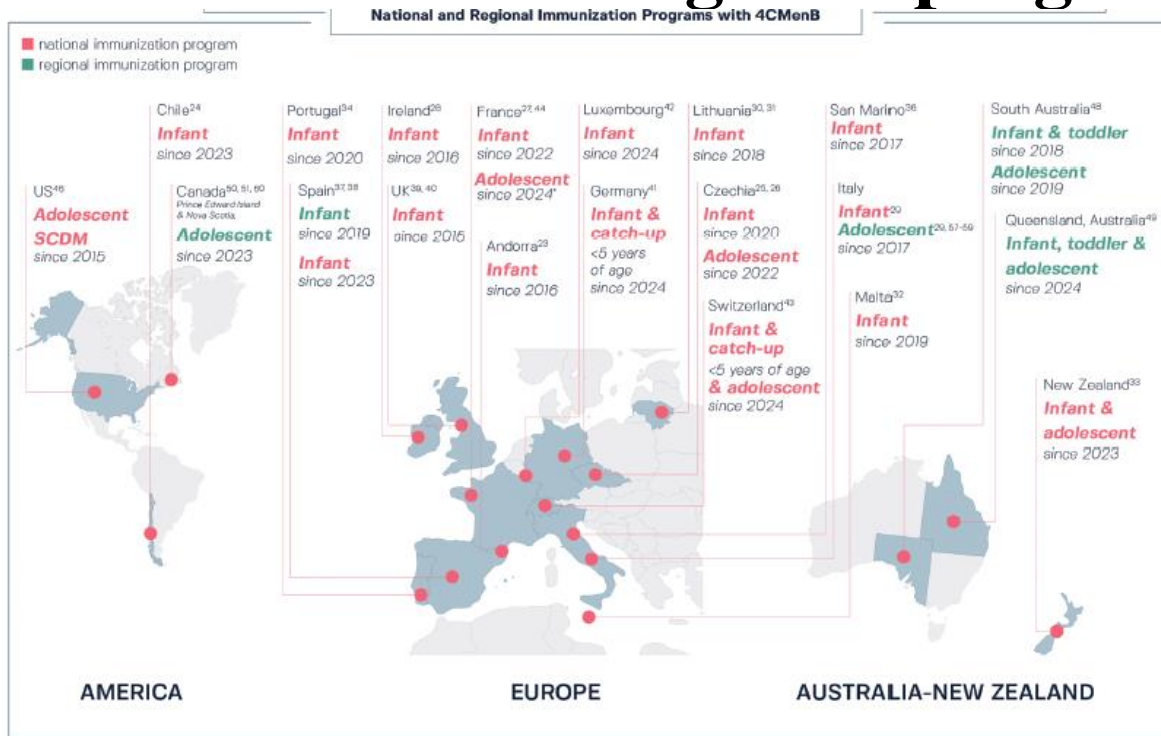 National and Regional Immunization Programs with 4CMenB
national immunization program
regional immunization program
Chile24
Infant
since 2023
US46
Adolescent
SCDM
since 2015
Canada50, 51, 60
Prince Edward Island
& Nova Scotia
Adolescent
since 2023
Portugal34
Infant
since 2020
Spain37, 38
Infant
since 2019
Infant
since 2023
Ireland28
Infant
since 2016
UK39, 40
Infant
since 2015
France27, 44
Infant
since 2022
Adolescent
since 2024*
Andorra23
Infant
since 2016
Luxembourg42
Infant
since 2024
Germany41
Infant &
catch-up
<5 years
of age
since 2024
Lithuania30, 31
Infant
since 2018
Czechia25, 26
Infant
since 2020
Adolescent
since 2022
Switzerland43
Infant &
catch-up
<5 years of age
& adolescent
since 2024
San Marino36
Infant
since 2017
Italy
Infant29
Adolescent29, 57-59
since 2017
Malta32
Infant
since 2019
South Australia48
Infant & toddler
since 2018
Adolescent
since 2019
Queensland, Australia49
Infant, toddler &
adolescent
since 2024
New Zealand33
Infant &
adolescent
since 2023
AMERICA
EUROPE
AUSTRALIA-NEW ZEALAND